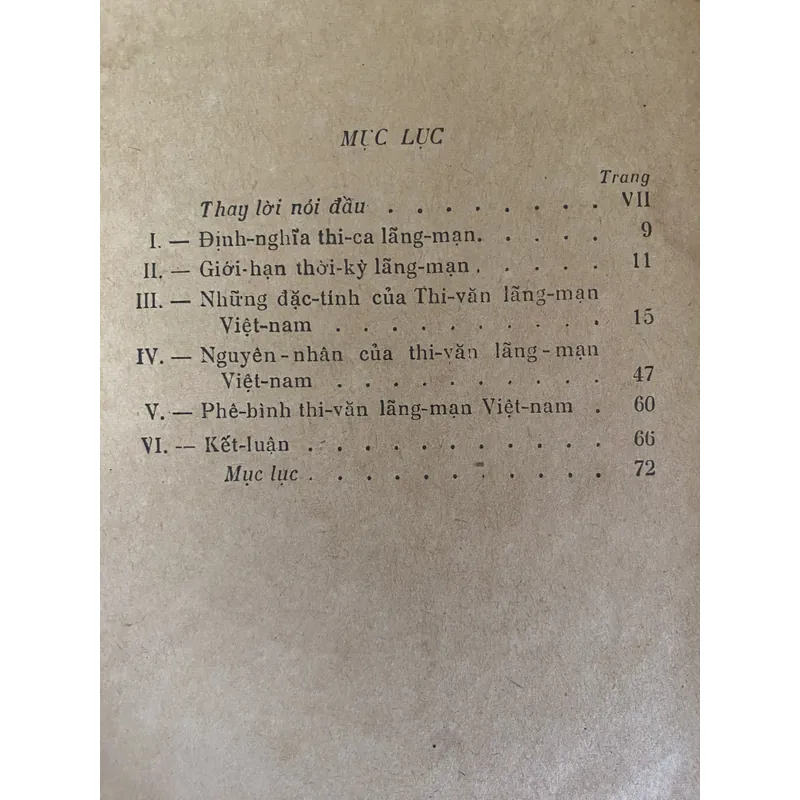 MỤC LỤC
Trang
Thay lời nói đầu . . . . . . . . VII
I. — Định-nghĩa thi-ca lãng-mạn. . . . . 9
II. — Giới-hạn thời-kỳ lãng-mạn . . . . . 11
III. — Những đặc-tính của Thi-văn lãng-mạn
Việt-nam . . . . . . . . . . 15
IV. — Nguyên-nhân của thi-văn lãng-mạn
Việt-nam . . . . . . . . . . 47
V. — Phê-bình thi-văn lãng-mạn Việt-nam . 60
VI. — Kết-luận . . . . . . . . . . . 66
Mục lục . . . . . . . . . . . 72